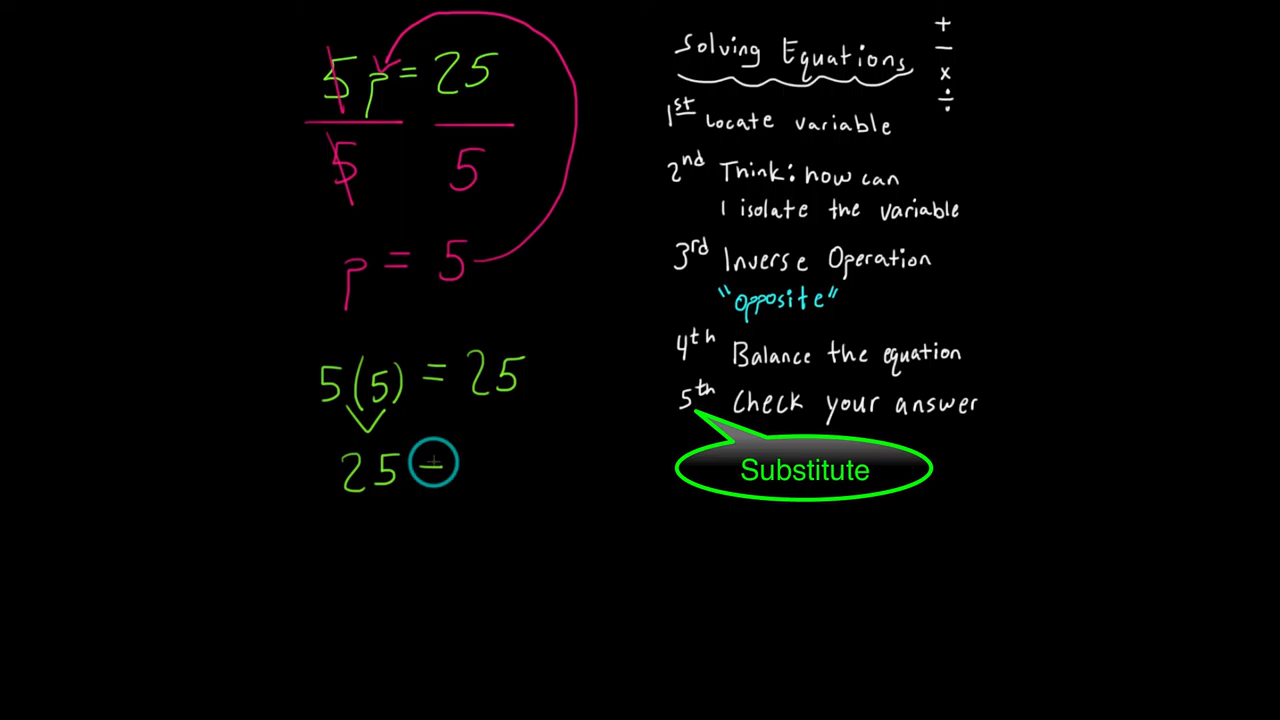 5p = 25
5 5
p = 5
5(5) = 25
25 =
Solving Equations
+
−
x
÷
1st Locate variable
2nd Think: how can
I isolate the variable
3rd Inverse Operation
"opposite"
4th Balance the equation
5th Check your answer
Substitute